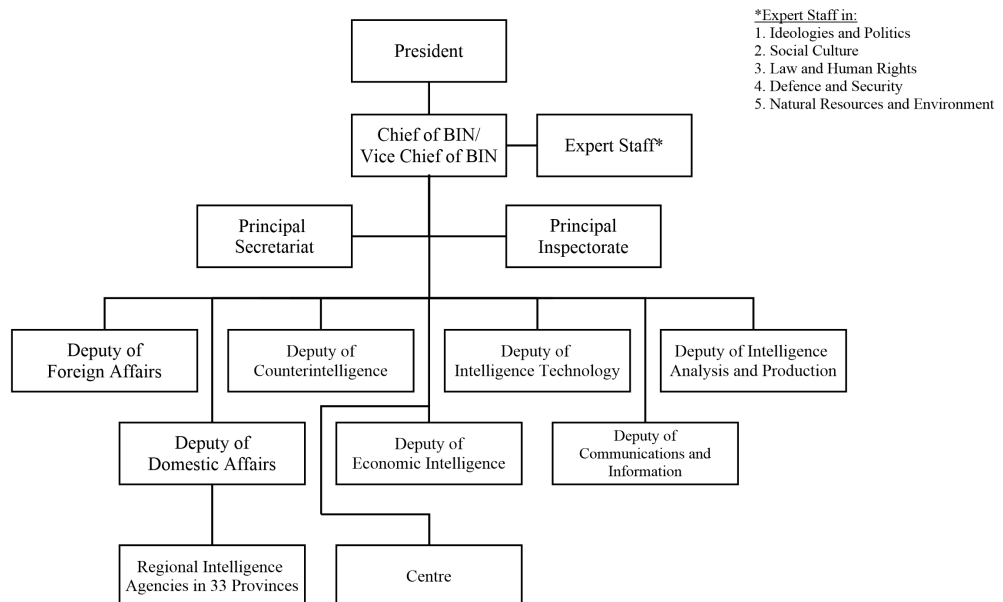 President
*Expert Staff in:
1. Ideologies and Politics
2. Social Culture
3. Law and Human Rights
4. Defence and Security
5. Natural Resources and Environment
Chief of BIN/
Vice Chief of BIN
Expert Staff*
Principal
Secretariat
Principal
Inspectorate
Deputy of
Foreign Affairs
Deputy of
Counterintelligence
Deputy of
Intelligence Technology
Deputy of Intelligence
Analysis and Production
Deputy of
Domestic Affairs
Deputy of
Economic Intelligence
Deputy of
Communications and
Information
Regional Intelligence
Agencies in 33 Provinces
Centre